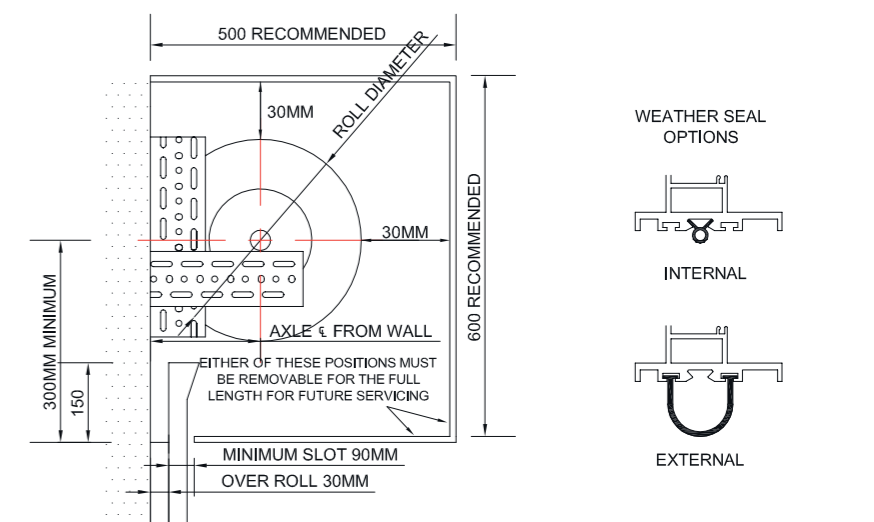 500 RECOMMENDED
ROLL DIAMETER
30MM
WEATHER SEAL
OPTIONS
30MM
600 RECOMMENDED
INTERNAL
300MM MINIMUM
AXLE ℄ FROM WALL
EITHER OF THESE POSITIONS MUST
BE REMOVABLE FOR THE FULL
LENGTH FOR FUTURE SERVICING
150
MINIMUM SLOT 90MM
EXTERNAL
OVER ROLL 30MM